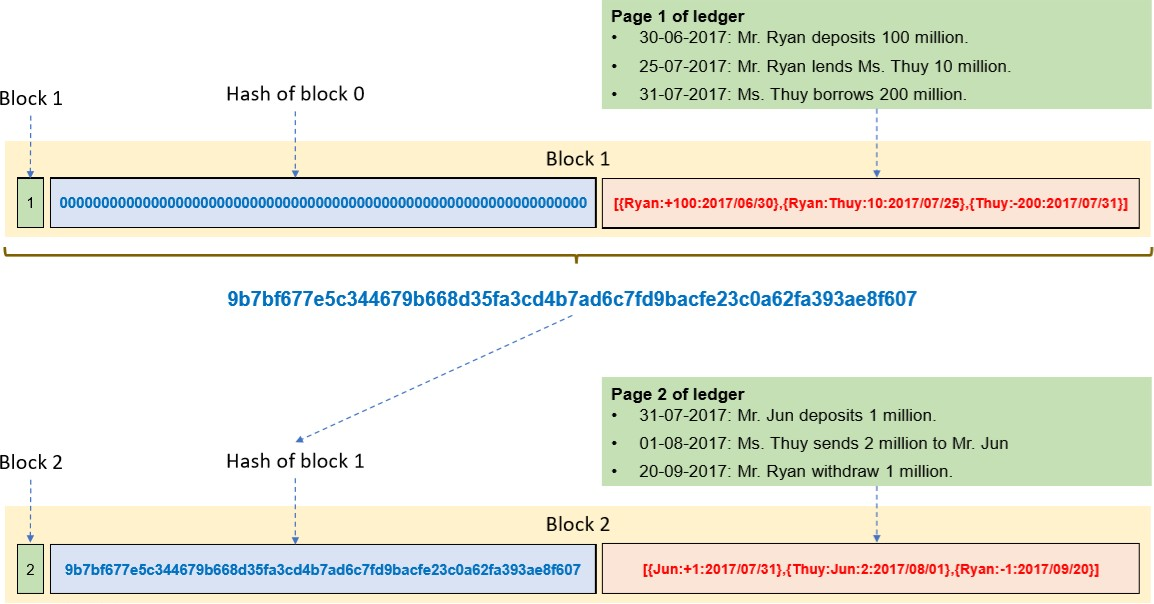 Page 1 of ledger
• 30-06-2017: Mr. Ryan deposits 100 million.
• 25-07-2017: Mr. Ryan lends Ms. Thuy 10 million.
• 31-07-2017: Ms. Thuy borrows 200 million.
Block 1
Hash of block 0
Block 1
1
0000000000000000000000000000000000000000000000000000000000000000
[{Ryan:+100:2017/06/30},{Ryan:Thuy:10:2017/07/25},{Thuy:-200:2017/07/31}]
9b7bf677e5c344679b668d35fa3cd4b7ad6c7fd9bacfe23c0a62fa393ae8f607
Page 2 of ledger
• 31-07-2017: Mr. Jun deposits 1 million.
• 01-08-2017: Ms. Thuy sends 2 million to Mr. Jun
• 20-09-2017: Mr. Ryan withdraw 1 million.
Block 2
Hash of block 1
Block 2
2
9b7bf677e5c344679b668d35fa3cd4b7ad6c7fd9bacfe23c0a62fa393ae8f607
[{Jun:+1:2017/07/31},{Thuy:Jun:2:2017/08/01},{Ryan:-1:2017/09/20}]